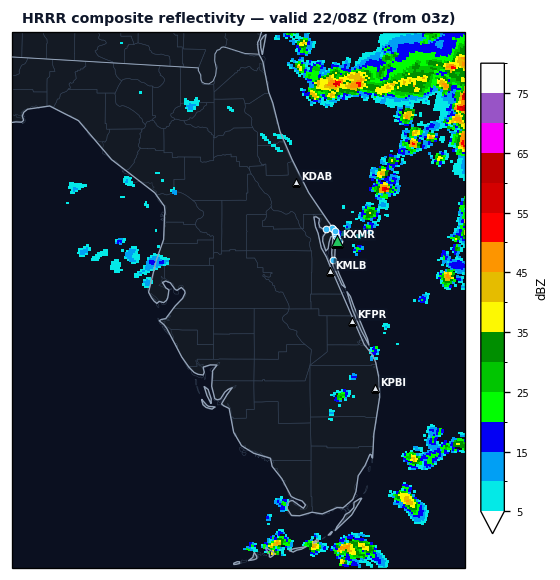 HRRR composite reflectivity — valid 22/08Z (from 03z)
KDAB
KXMR
KMLB
KFPR
KPBI
75
65
55
45
35
25
15
5
dBZ